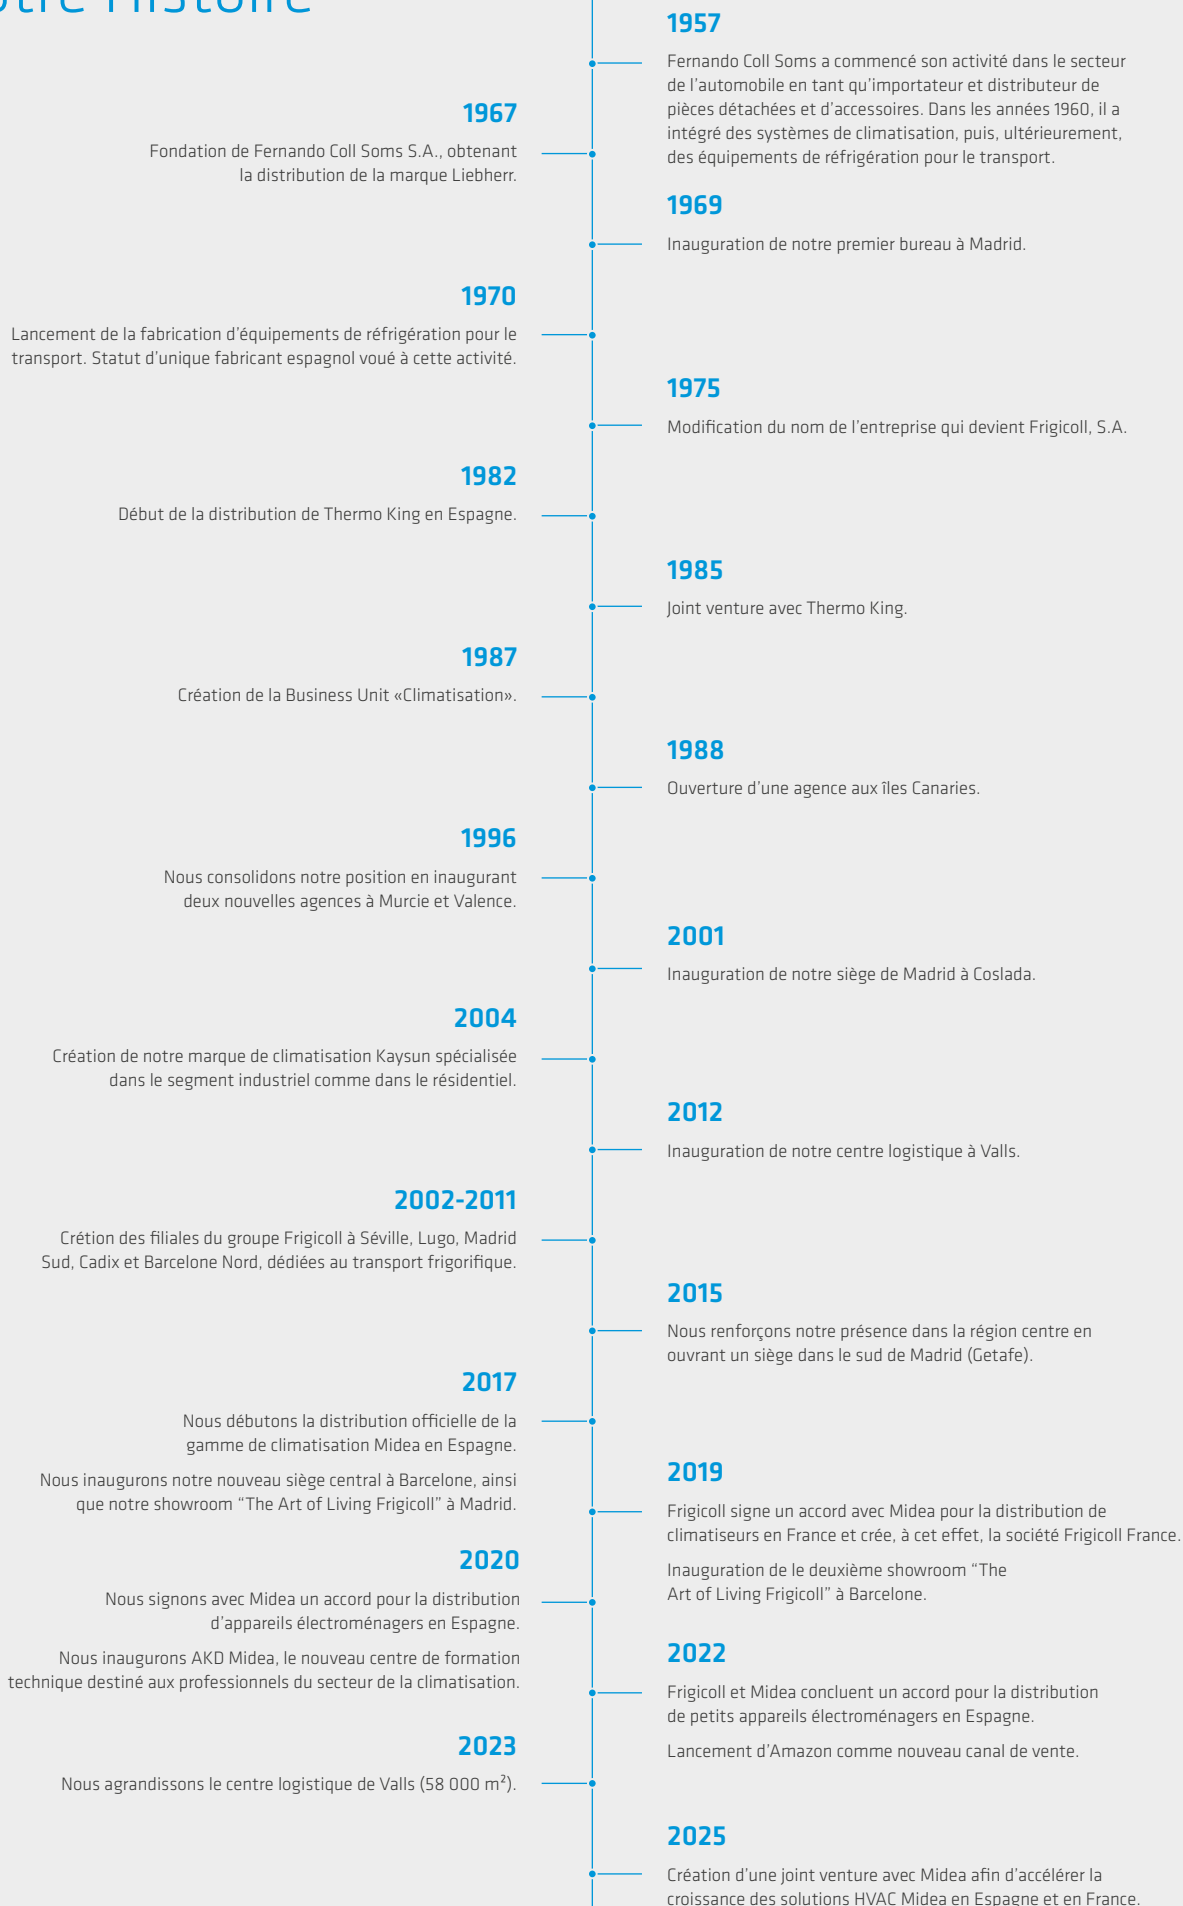 Histoire
1957
Fernando Coll Soms a commencé son activité dans le secteur
de l’automobile en tant qu’importateur et distributeur de
pièces détachées et d’accessoires. Dans les années 1960, il a
intégré des systèmes de climatisation, puis, ultérieurement,
des équipements de réfrigération pour le transport.
1967
Fondation de Fernando Coll Soms S.A., obtenant
la distribution de la marque Liebherr.
1969
Inauguration de notre premier bureau à Madrid.
1970
Lancement de la fabrication d’équipements de réfrigération pour le
transport. Statut d’unique fabricant espagnol voué à cette activité.
1975
Modification du nom de l’entreprise qui devient Frigicoll, S.A.
1982
Début de la distribution de Thermo King en Espagne.
1985
Joint venture avec Thermo King.
1987
Création de la Business Unit «Climatisation».
1988
Ouverture d’une agence aux îles Canaries.
1996
Nous consolidons notre position en inaugurant
deux nouvelles agences à Murcie et Valence.
2001
Inauguration de notre siège de Madrid à Coslada.
2004
Création de notre marque de climatisation Kaysun spécialisée
dans le segment industriel comme dans le résidentiel.
2012
Inauguration de notre centre logistique à Valls.
2002-2011
Crétion des filiales du groupe Frigicoll à Séville, Lugo, Madrid
Sud, Cadix et Barcelone Nord, dédiées au transport frigorifique.
2015
Nous renforçons notre présence dans la région centre en
ouvrant un siège dans le sud de Madrid (Getafe).
2017
Nous débutons la distribution officielle de la
gamme de climatisation Midea en Espagne.
Nous inaugurons notre nouveau siège central à Barcelone, ainsi
que notre showroom “The Art of Living Frigicoll” à Madrid.
2019
Frigicoll signe un accord avec Midea pour la distribution de
climatiseurs en France et crée, à cet effet, la société Frigicoll France.
Inauguration de le deuxième showroom “The
Art of Living Frigicoll” à Barcelone.
2020
Nous signons avec Midea un accord pour la distribution
d’appareils électroménagers en Espagne.
Nous inaugurons AKD Midea, le nouveau centre de formation
technique destiné aux professionnels du secteur de la climatisation.
2022
Frigicoll et Midea concluent un accord pour la distribution
de petits appareils électroménagers en Espagne.
Lancement d’Amazon comme nouveau canal de vente.
2023
Nous agrandissons le centre logistique de Valls (58 000 m²).
2025
Création d’une joint venture avec Midea afin d’accélérer la
croissance des solutions HVAC Midea en Espagne et en France.